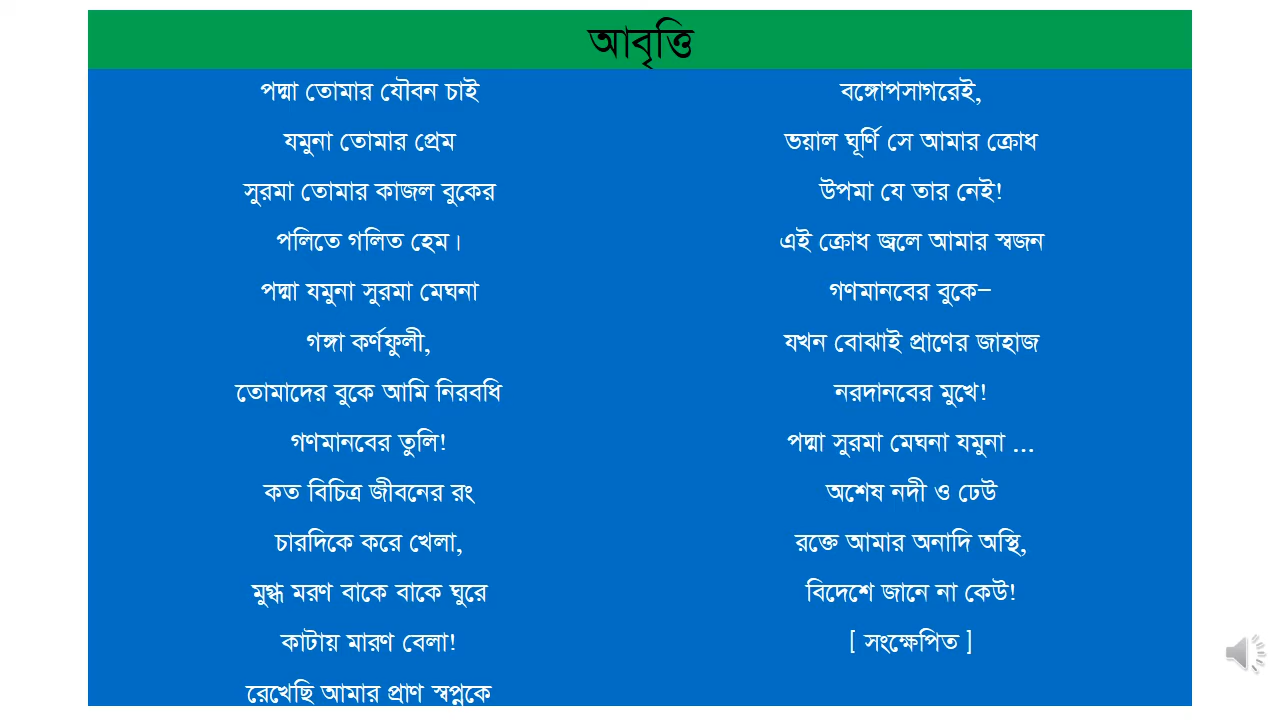 আবৃত্তি
পদ্মা তোমার যৌবন চাই
যমুনা তোমার প্রেম
সুরমা তোমার কাজল বুকের
পলিতে গলিত হেম।
পদ্মা যমুনা সুরমা মেঘনা
গঙ্গা কর্ণফুলী,
তোমাদের বুকে আমি নিরবধি
গণমানবের তুলি!
কত বিচিত্র জীবনের রং
চারদিকে করে খেলা,
মুগ্ধ মরণ বাকে বাকে ঘুরে
কাটায় মারণ বেলা!
রেখেছি আমার প্রাণ স্বপ্নকে
বঙ্গোপসাগরেই,
ভয়াল ঘূর্ণি সে আমার ক্রোধ
উপমা যে তার নেই!
এই ক্রোধ জ্বলে আমার স্বজন
গণমানবের বুকে–
যখন বোঝাই প্রাণের জাহাজ
নরদানবের মুখে!
পদ্মা সুরমা মেঘনা যমুনা ...
অশেষ নদী ও ঢেউ
রক্তে আমার অনাদি অস্থি,
বিদেশে জানে না কেউ!
[ সংক্ষেপিত ]